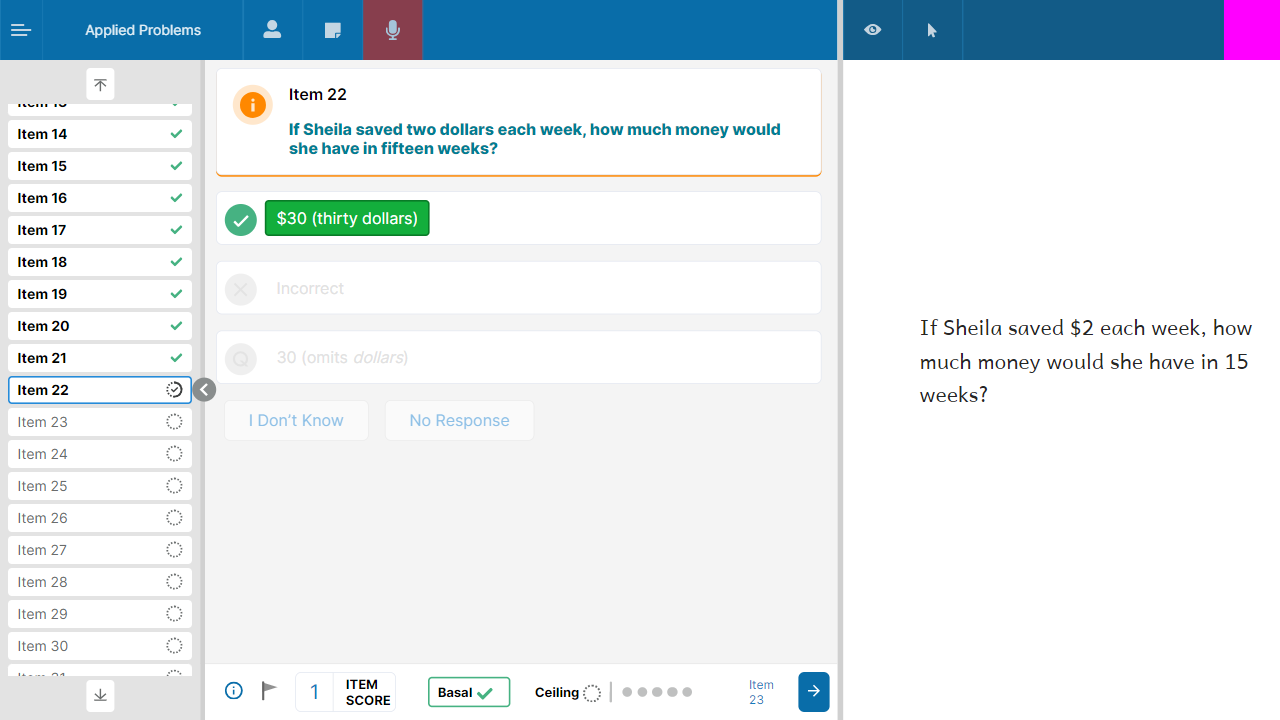 Applied Problems
Item 14
Item 15
Item 16
Item 17
Item 18
Item 19
Item 20
Item 21
Item 22
Item 23
Item 24
Item 25
Item 26
Item 27
Item 28
Item 29
Item 30
Item 22
If Sheila saved two dollars each week, how much money would
she have in fifteen weeks?
$30 (thirty dollars)
Incorrect
Q 30 (omits dollars)
I Don't Know No Response
1 ITEM
SCORE
Basal
Ceiling
Item
23
If Sheila saved $2 each week, how
much money would she have in 15
weeks?